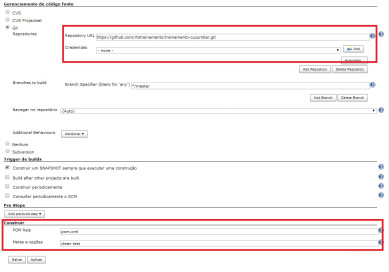 Gerenciamento de código fonte
CVS
CVS Projectset
Git
Repositories
Repository URL https://github.com/rstreinamentos/treinamento-cucumber.git
Credentials - none - Add
Avançado...
Add Repository Delete Repository
Branches to build
Branch Specifier (blank for 'any') */master
Add Branch Delete Branch
Navegar no repositório (Auto)
Additional Behaviours Adicionar
Nenhum
Subversion
Trigger de builds
Construir um SNAPSHOT sempre que executar uma construção
Build after other projects are built
Construir periodicamente
Consultar periodicamente o SCM
Pre Steps
Add pre-build step
Construir
POM Raiz pom.xml
Metas e opções clean test
Salvar Aplicar